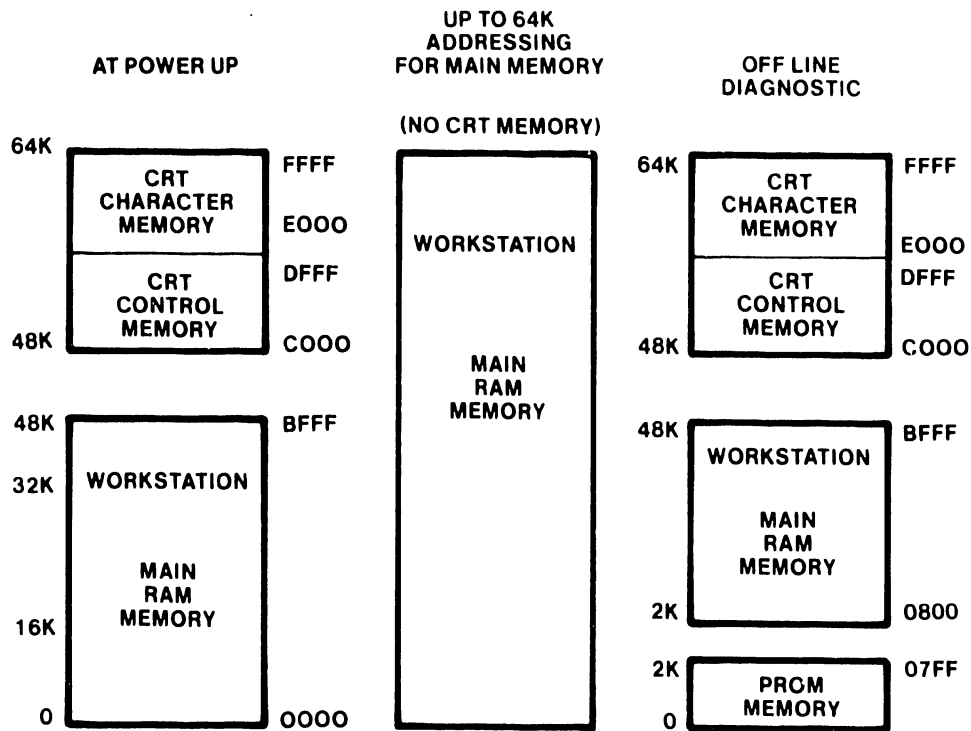 AT POWER UP
64K
CRT
CHARACTER
MEMORY
FFFF
E000
CRT
CONTROL
MEMORY
DFFF
48K
C000
48K
BFFF
WORKSTATION
32K
MAIN
RAM
MEMORY
16K
0
0000
UP TO 64K
ADDRESSING
FOR MAIN MEMORY
(NO CRT MEMORY)
WORKSTATION
MAIN
RAM
MEMORY
OFF LINE
DIAGNOSTIC
64K
CRT
CHARACTER
MEMORY
FFFF
E000
CRT
CONTROL
MEMORY
DFFF
48K
C000
48K
BFFF
WORKSTATION
MAIN
RAM
MEMORY
2K
0800
2K
07FF
PROM
MEMORY
0